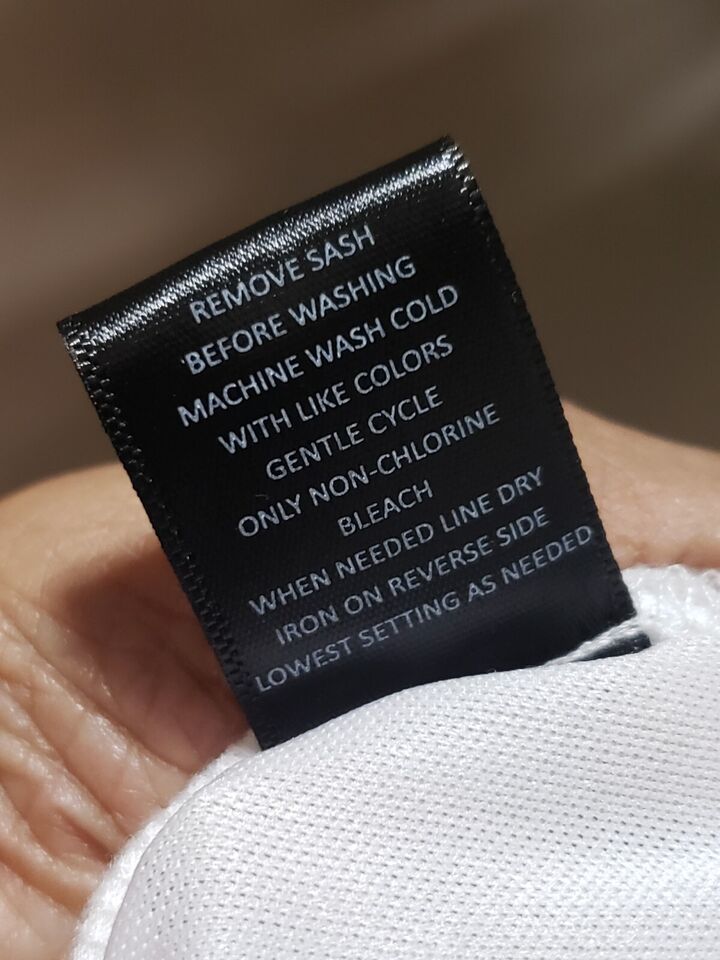 REMOVE SASH
BEFORE WASHING
MACHINE WASH COLD
WITH LIKE COLORS
GENTLE CYCLE
ONLY NON-CHLORINE
BLEACH
WHEN NEEDED LINE DRY
IRON ON REVERSE SIDE
LOWEST SETTING AS NEEDED